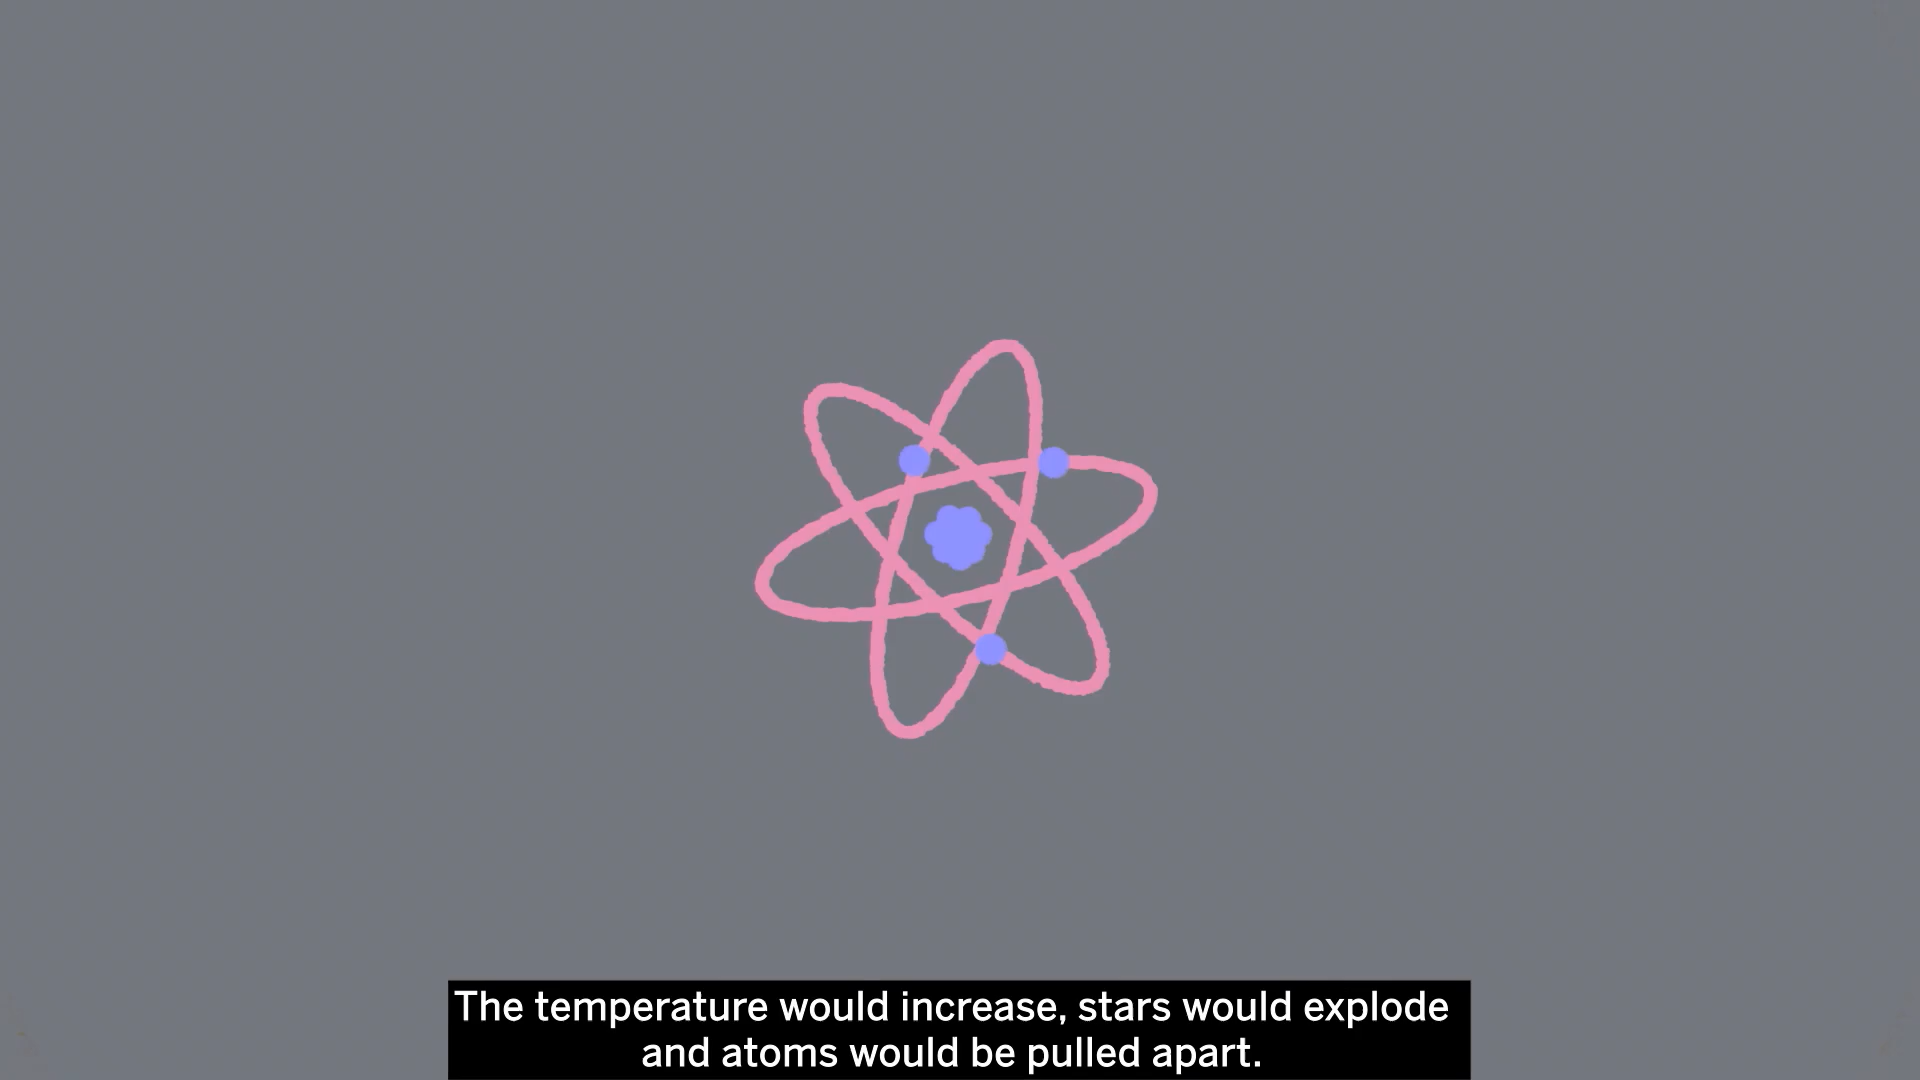 The temperature would increase, stars would explode
and atoms would be pulled apart.